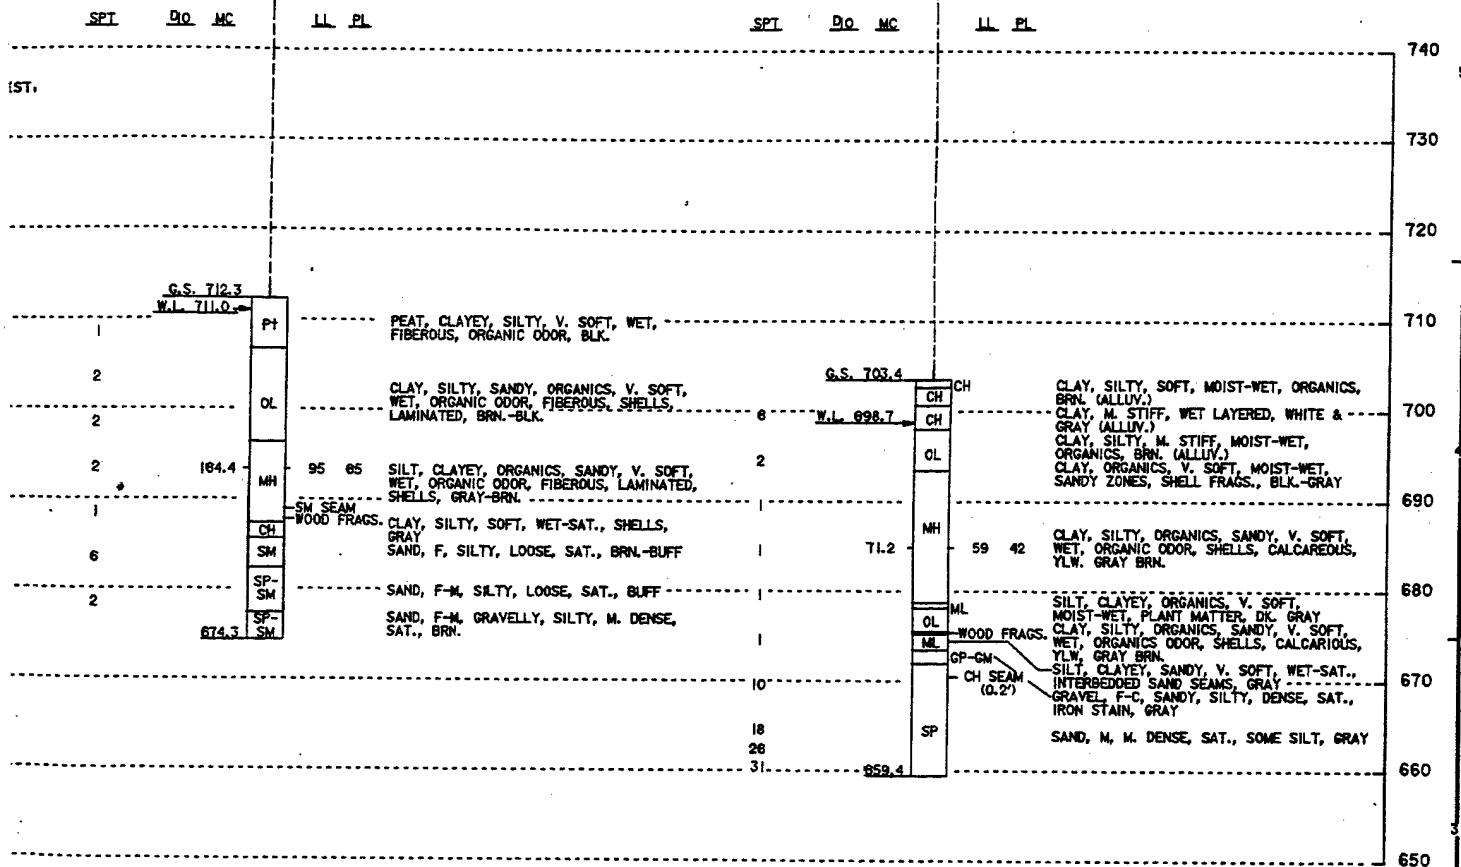 SPT D10 MC LL PL
SPT D10 MC LL PL
740
730
720
710
700
690
680
670
660
650
G.S. 712.3
W.L. 711.0
1
2
2
2
1
6
2
164.4
95 65
Pt
OL
MH
CH
SM
SP-
SM
SP-
SM
674.3
SM SEAM
WOOD FRAGS.
PEAT, CLAYEY, SILTY, V. SOFT, WET,
FIBEROUS, ORGANIC ODOR, BLK.
CLAY, SILTY, SANDY, ORGANICS, V. SOFT,
WET, ORGANIC ODOR, FIBEROUS, SHELLS,
LAMINATED, BRN.-BLK.
SILT, CLAYEY, ORGANICS, SANDY, V. SOFT,
WET, ORGANIC ODOR, FIBEROUS, LAMINATED,
SHELLS, GRAY-BRN.
CLAY, SILTY, SOFT, WET-SAT., SHELLS,
GRAY
SAND, F, SILTY, LOOSE, SAT., BRN.-BUFF
SAND, F-M, SILTY, LOOSE, SAT., BUFF
SAND, F-M, GRAVELLY, SILTY, M. DENSE,
SAT., BRN.
G.S. 703.4
W.L. 698.7
6
2
1
1
1
1
10
18
26
31
71.2
59 42
CH
CH
CH
OL
MH
ML
OL
WOOD FRAGS.
ML
GP-GM
CH SEAM
(0.2')
SP
659.4
CLAY, SILTY, SOFT, MOIST-WET, ORGANICS,
BRN. (ALLUV.)
CLAY, M. STIFF, WET LAYERED, WHITE &
GRAY (ALLUV.)
CLAY, SILTY, M. STIFF, MOIST-WET,
ORGANICS, BRN. (ALLUV.)
CLAY, ORGANICS, V. SOFT, MOIST-WET,
SANDY ZONES, SHELL FRAGS., BLK.-GRAY
CLAY, SILTY, ORGANICS, SANDY, V. SOFT,
WET, ORGANIC ODOR, SHELLS, CALCAREOUS,
YLW. GRAY BRN.
SILT, CLAYEY, ORGANICS, V. SOFT,
MOIST-WET, PLANT MATTER, DK. GRAY
CLAY, SILTY, ORGANICS, SANDY, V. SOFT,
WET, ORGANICS ODOR, SHELLS, CALCARIOUS,
YLW. GRAY BRN.
SILT, CLAYEY, SANDY, V. SOFT, WET-SAT.,
INTERBEDDED SAND SEAMS, GRAY
GRAVEL, F-C, SANDY, SILTY, DENSE, SAT.,
IRON STAIN, GRAY
SAND, M, M. DENSE, SAT., SOME SILT, GRAY